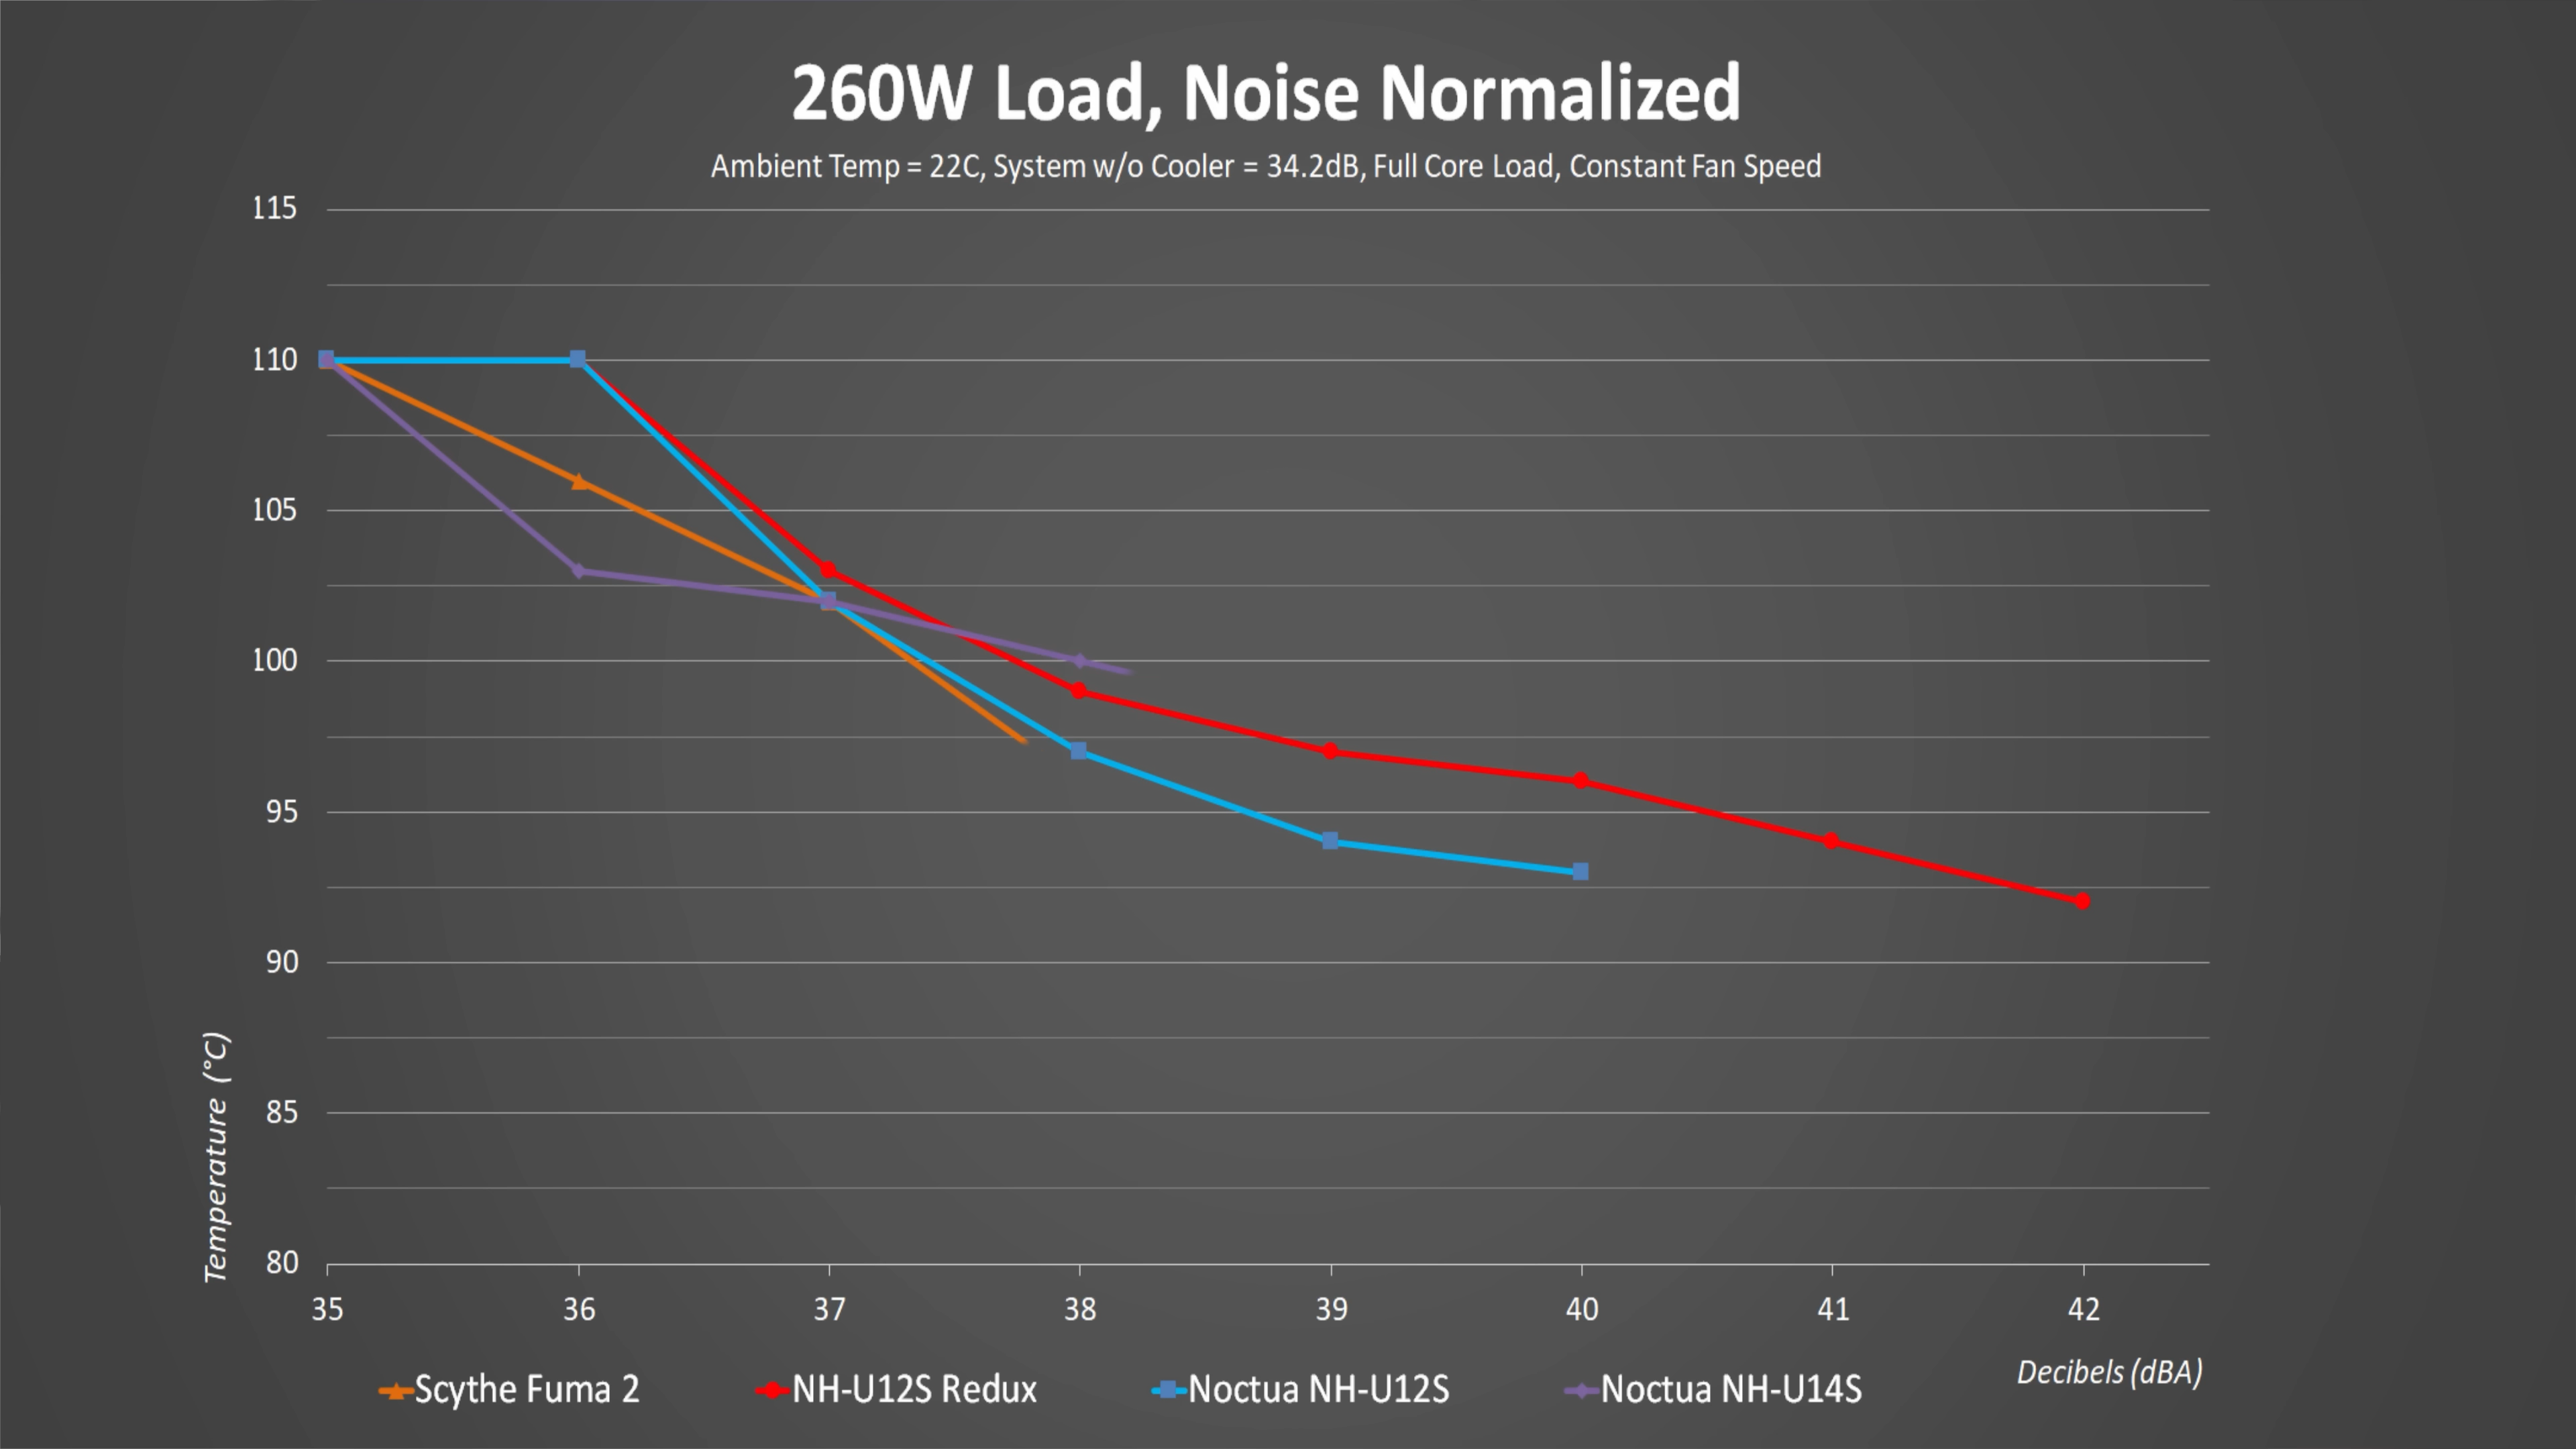 260W Load, Noise Normalized
Ambient Temp = 22C, System w/o Cooler = 34.2dB, Full Core Load, Constant Fan Speed
115
110
105
100
95
90
85
80
Temperature (°C)
35 36 37 38 39 40 41 42
Decibels (dBA)
Scythe Fuma 2 NH-U12S Redux Noctua NH-U12S Noctua NH-U14S